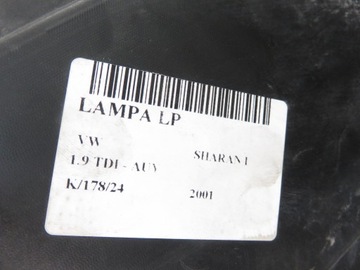 LAMPA LP
VW SHARAN I
1.9 TDI - AUY
K/178/24 2001